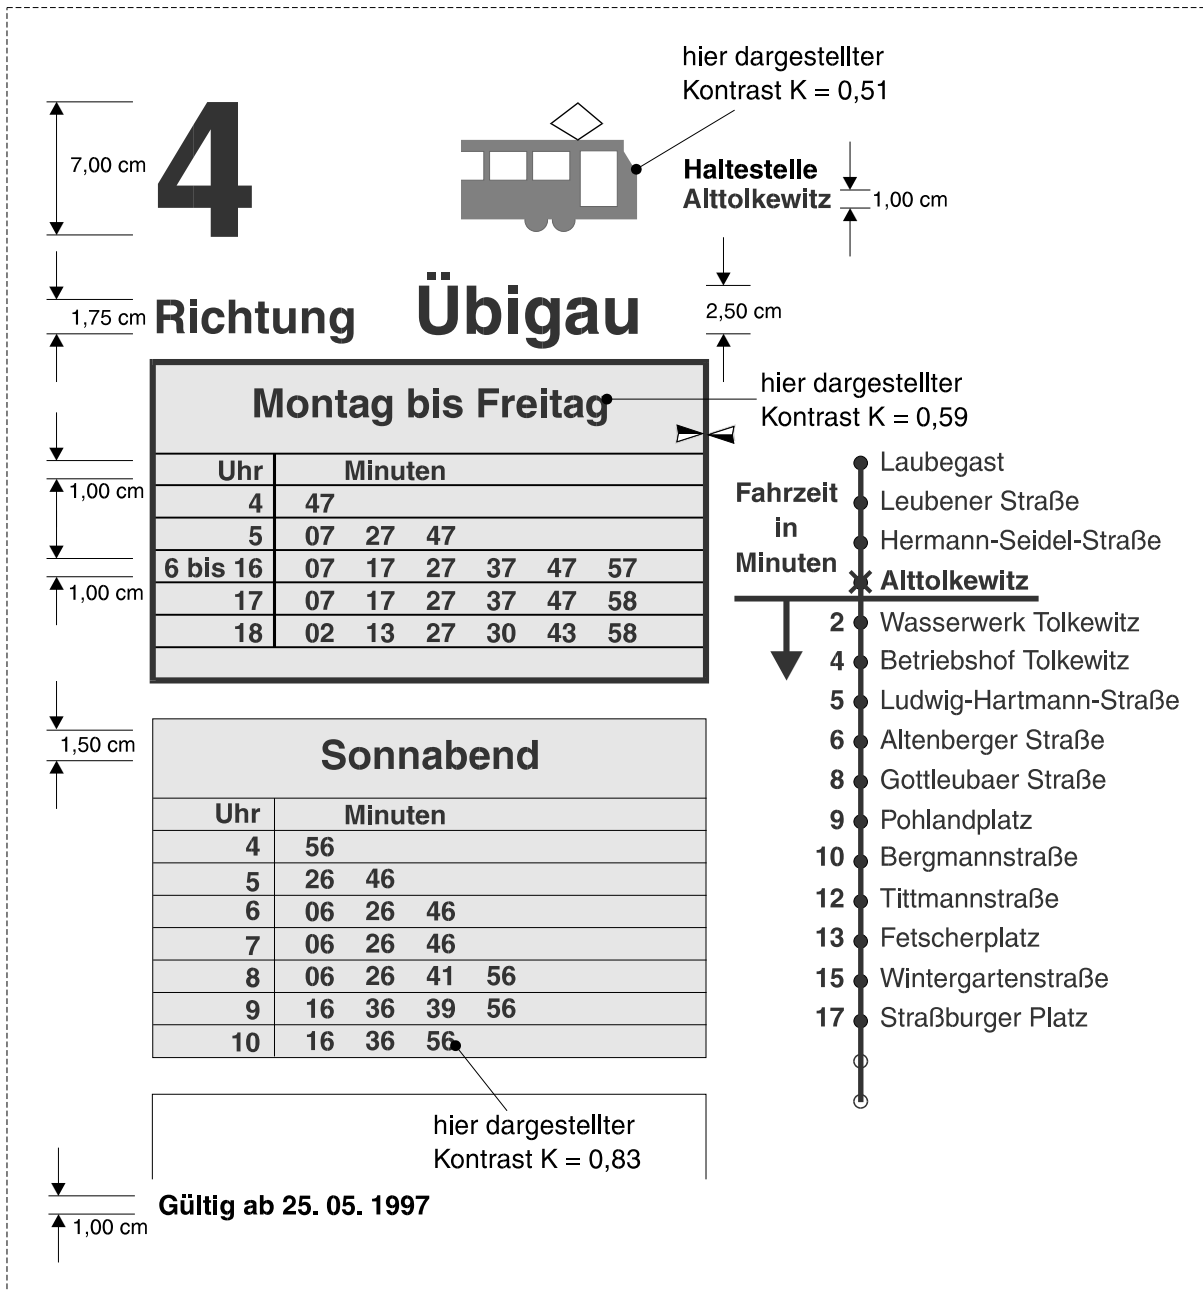 hier dargestellter
Kontrast K = 0,51
4
7,00 cm
Haltestelle
Alttolkewitz
1,00 cm
Richtung Übigau
1,75 cm
2,50 cm
Montag bis Freitag
hier dargestellter
Kontrast K = 0,59
Uhr Minuten
4 47
5 07 27 47
6 bis 16 07 17 27 37 47 57
17 07 17 27 37 47 58
18 02 13 27 30 43 58
1,00 cm
1,00 cm
Sonnabend
1,50 cm
Uhr Minuten
4 56
5 26 46
6 06 26 46
7 06 26 46
8 06 26 41 56
9 16 36 39 56
10 16 36 56
hier dargestellter
Kontrast K = 0,83
Gültig ab 25. 05. 1997
1,00 cm
Fahrzeit
in
Minuten
Laubegast
Leubener Straße
Hermann-Seidel-Straße
Alttolkewitz
2 Wasserwerk Tolkewitz
4 Betriebshof Tolkewitz
5 Ludwig-Hartmann-Straße
6 Altenberger Straße
8 Gottleubaer Straße
9 Pohlandplatz
10 Bergmannstraße
12 Tittmannstraße
13 Fetscherplatz
15 Wintergartenstraße
17 Straßburger Platz